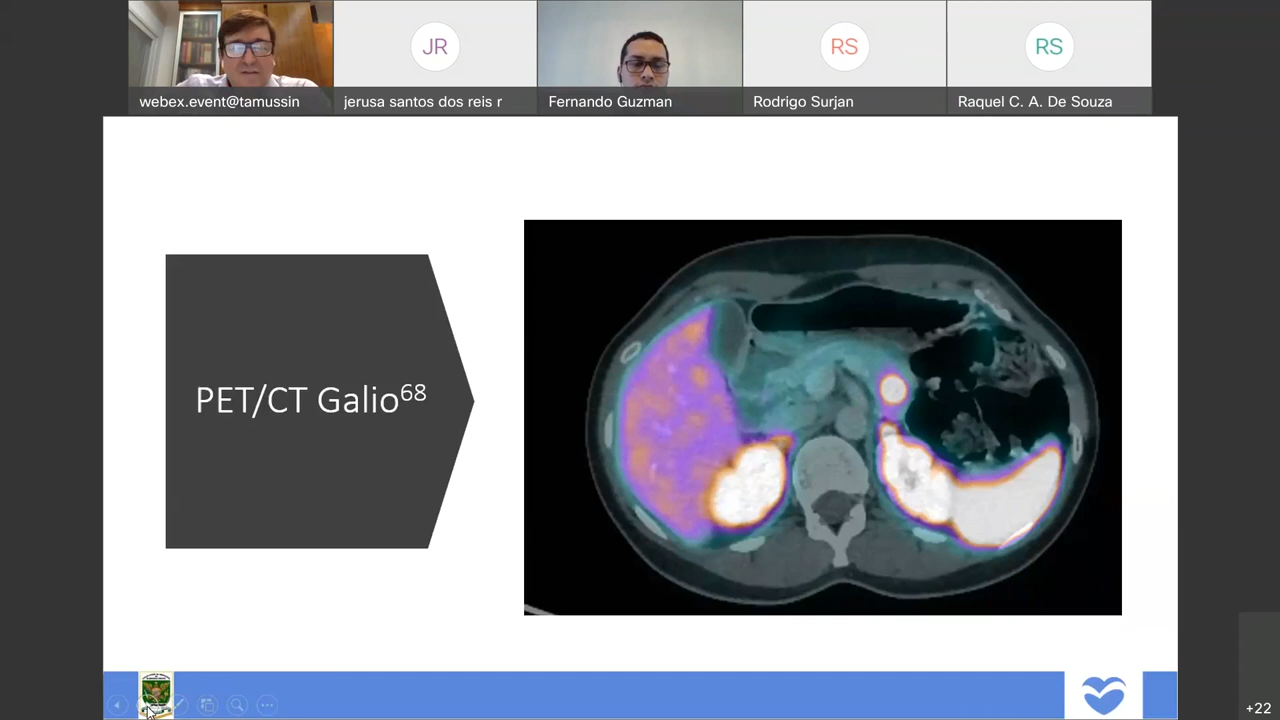 JR
RS
RS
webex.event@tamussin
jerusa santos dos reis r
Fernando Guzman
Rodrigo Surjan
Raquel C. A. De Souza
PET/CT Galio⁶⁸
+22